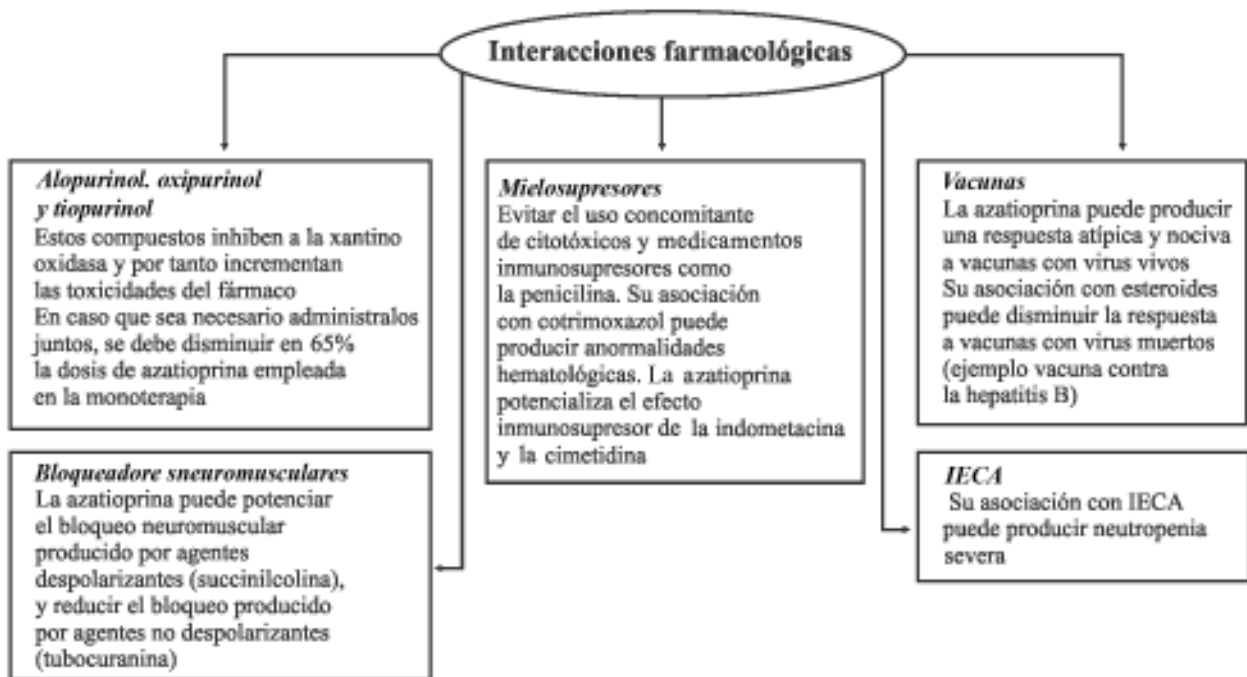 Interacciones farmacológicas
Alopurinol. oxipurinol
y tiopurinol
Estos compuestos inhiben a la xantino
oxidasa y por tanto incrementan
las toxicidades del fármaco
En caso que sea necesario adminístralos
juntos, se debe disminuir en 65%
la dosis de azatioprina empleada
en la monoterapia
Bloqueadore sneuromusculares
La azatioprina puede potenciar
el bloqueo neuromuscular
producido por agentes
despolarizantes (succinilcolina),
y reducir el bloqueo producido
por agentes no despolarizantes
(tubocuranina)
Mielosupresores
Evitar el uso concomitante
de citotóxicos y medicamentos
inmunosupresores como
la penicilina. Su asociación
con cotrimoxazol puede
producir anormalidades
hematológicas. La azatioprina
potencializa el efecto
inmunosupresor de la indometacina
y la cimetidina
Vacunas
La azatioprina puede producir
una respuesta atípica y nociva
a vacunas con virus vivos
Su asociación con esteroides
puede disminuir la respuesta
a vacunas con virus muertos
(ejemplo vacuna contra
la hepatitis B)
IECA
Su asociación con IECA
puede producir neutropenia
severa